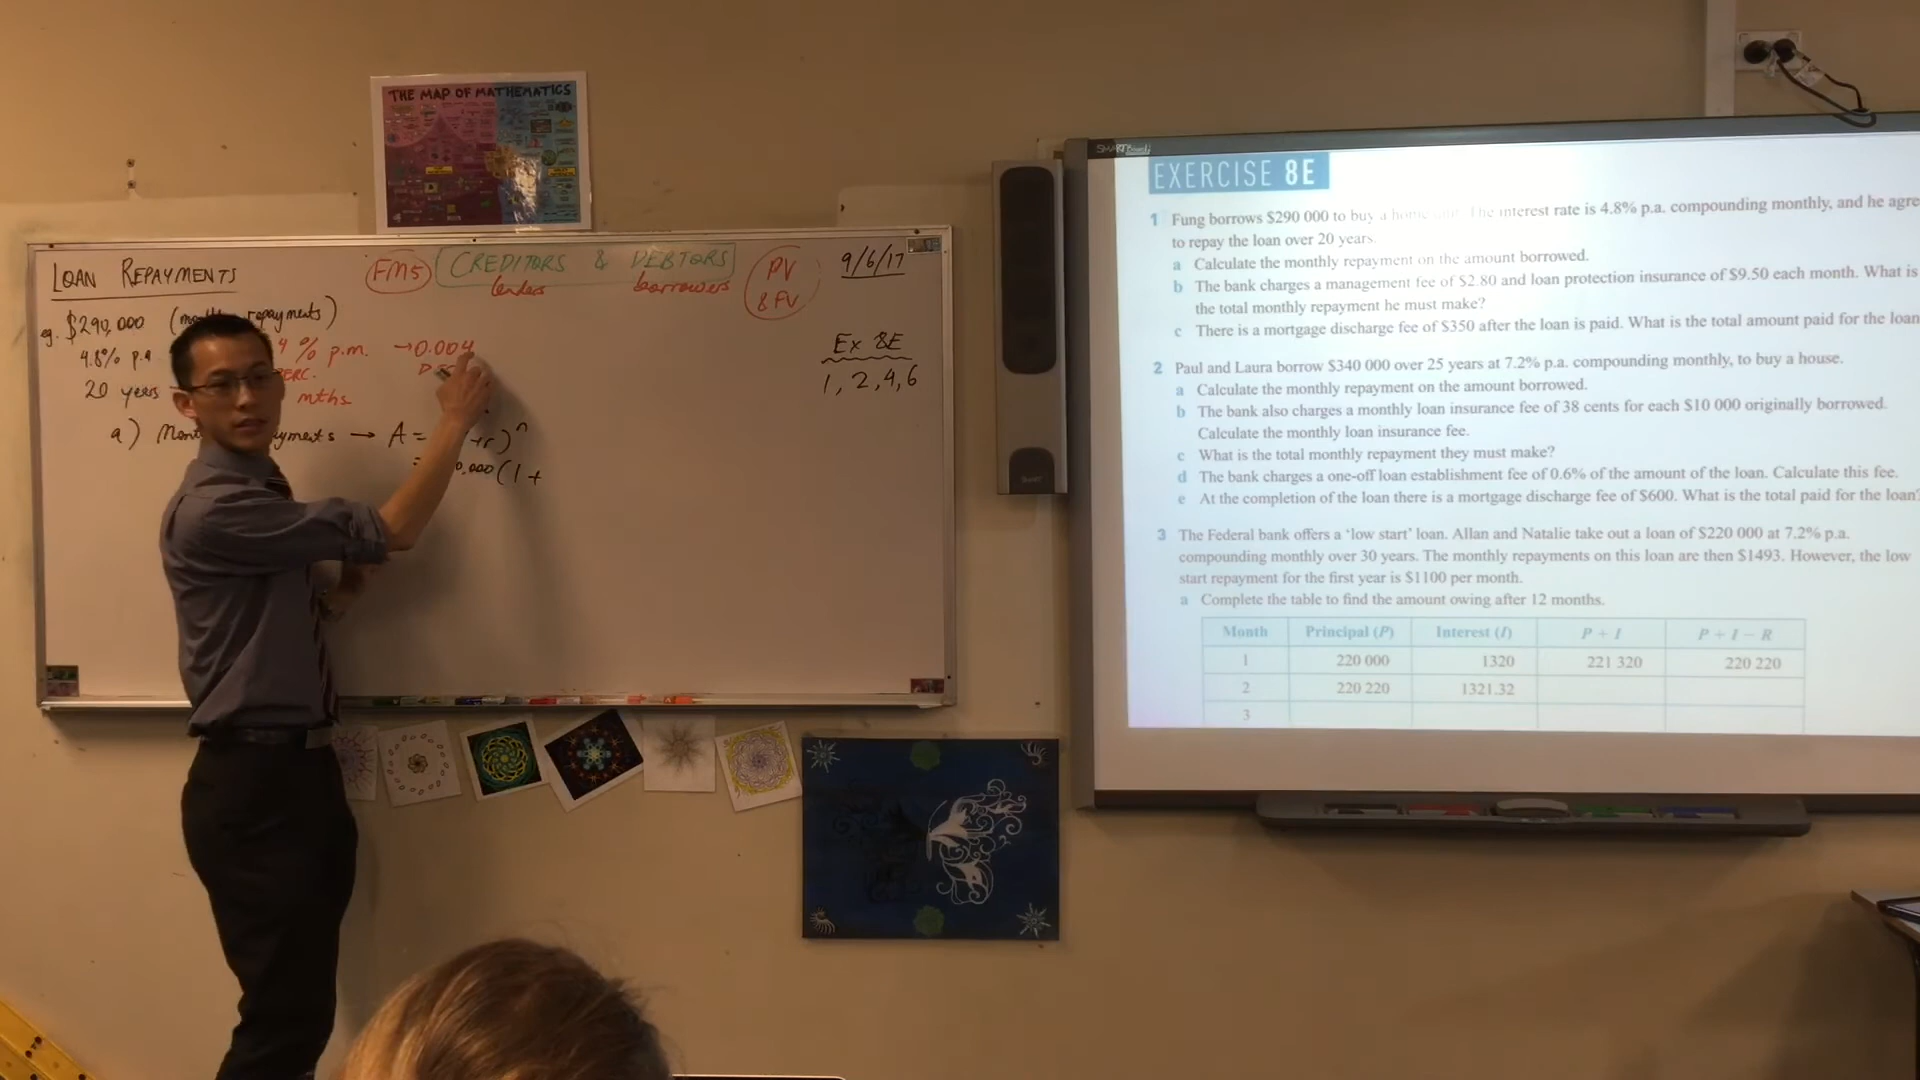 THE MAP OF MATHEMATICS
LOAN REPAYMENTS
FM5
CREDITORS & DEBTORS
lenders
borrowers
PV
& FV
9/6/17
eg. $290,000 (
repayments)
4.8% p.a
4 % p.m. → 0.004
20 years
mths
a)
→ A =
+r)ⁿ
=
0,000 (1 +
Ex 8E
1, 2, 4, 6
SMART Board
EXERCISE 8E
1 Fung borrows $290 000 to buy a home unit. The interest rate is 4.8% p.a. compounding monthly, and he agre
to repay the loan over 20 years.
a Calculate the monthly repayment on the amount borrowed.
b The bank charges a management fee of $2.80 and loan protection insurance of $9.50 each month. What is
the total monthly repayment he must make?
c There is a mortgage discharge fee of $350 after the loan is paid. What is the total amount paid for the loan
2 Paul and Laura borrow $340 000 over 25 years at 7.2% p.a. compounding monthly, to buy a house.
a Calculate the monthly repayment on the amount borrowed.
b The bank also charges a monthly loan insurance fee of 38 cents for each $10 000 originally borrowed.
Calculate the monthly loan insurance fee.
c What is the total monthly repayment they must make?
d The bank charges a one-off loan establishment fee of 0.6% of the amount of the loan. Calculate this fee.
e At the completion of the loan there is a mortgage discharge fee of $600. What is the total paid for the loan?
3 The Federal bank offers a ‘low start’ loan. Allan and Natalie take out a loan of $220 000 at 7.2% p.a.
compounding monthly over 30 years. The monthly repayments on this loan are then $1493. However, the low
start repayment for the first year is $1100 per month.
a Complete the table to find the amount owing after 12 months.
Month Principal (P) Interest (I) P + I P + I − R
1 220 000 1320 221 320 220 220
2 220 220 1321.32
3